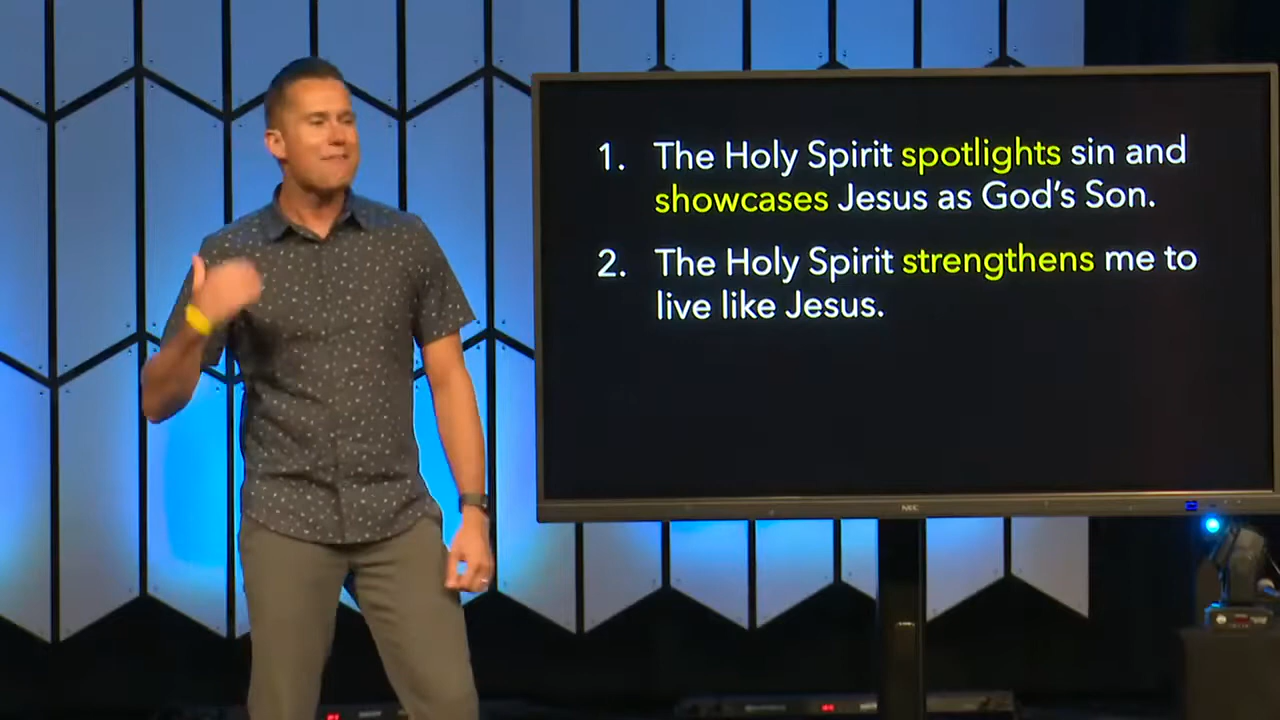 1. The Holy Spirit spotlights sin and
showcases Jesus as God's Son.
2. The Holy Spirit strengthens me to
live like Jesus.
NEC